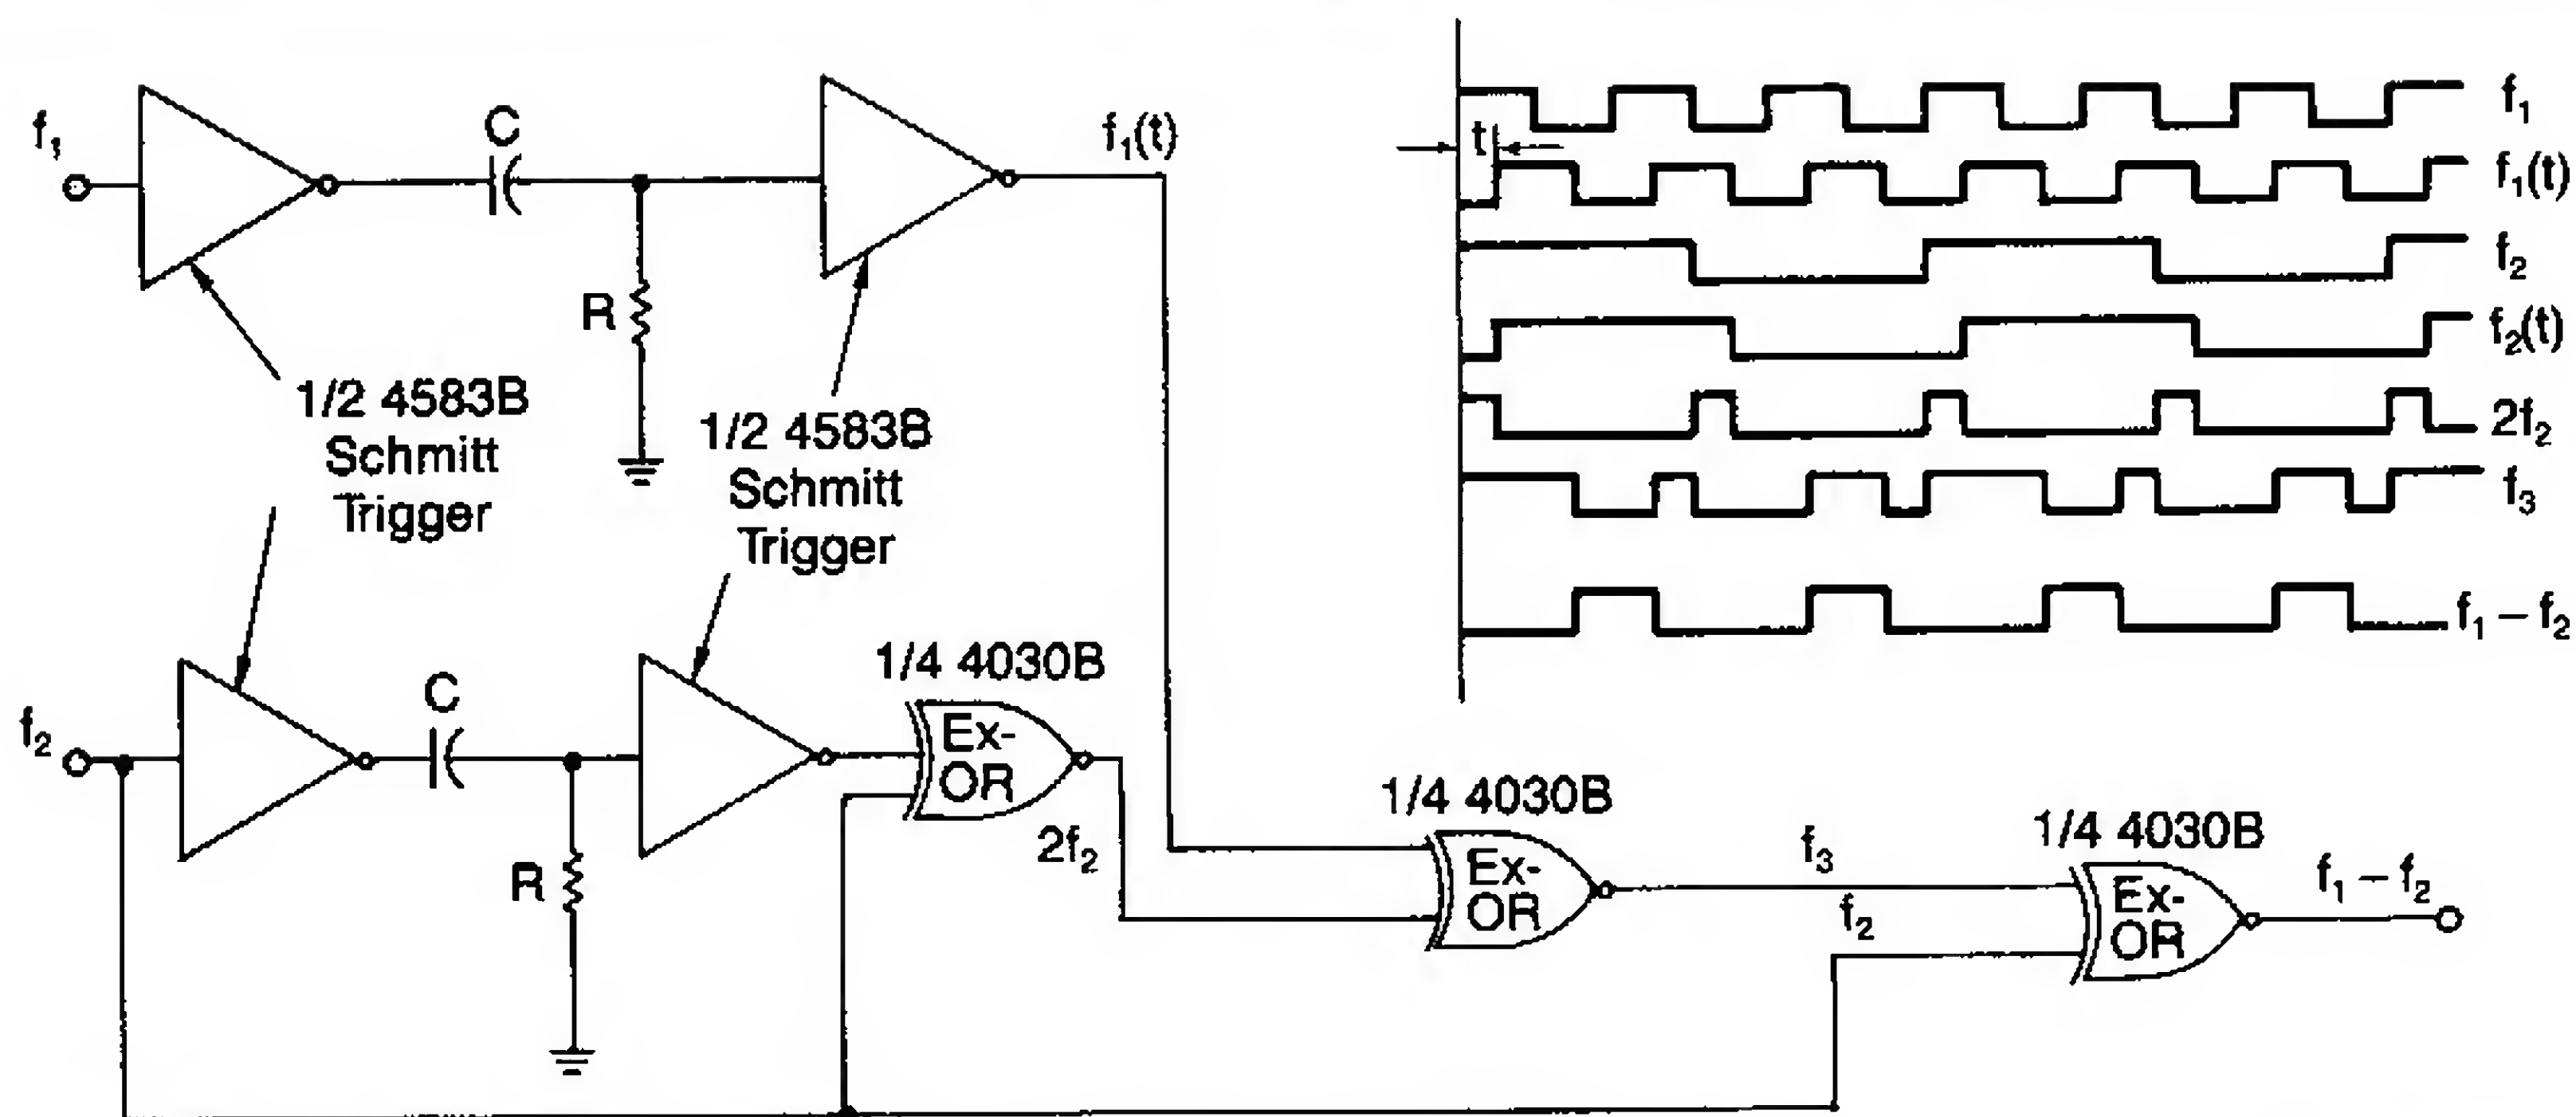 f₁
C
f₁(t)
R
1/2 4583B
Schmitt
Trigger
1/2 4583B
Schmitt
Trigger
t
f₁
f₁(t)
f₂
f₂(t)
2f₂
f₃
f₁ – f₂
f₂
C
R
1/4 4030B
Ex-
OR
2f₂
1/4 4030B
Ex-
OR
f₃
f₂
1/4 4030B
Ex-
OR
f₁ – f₂